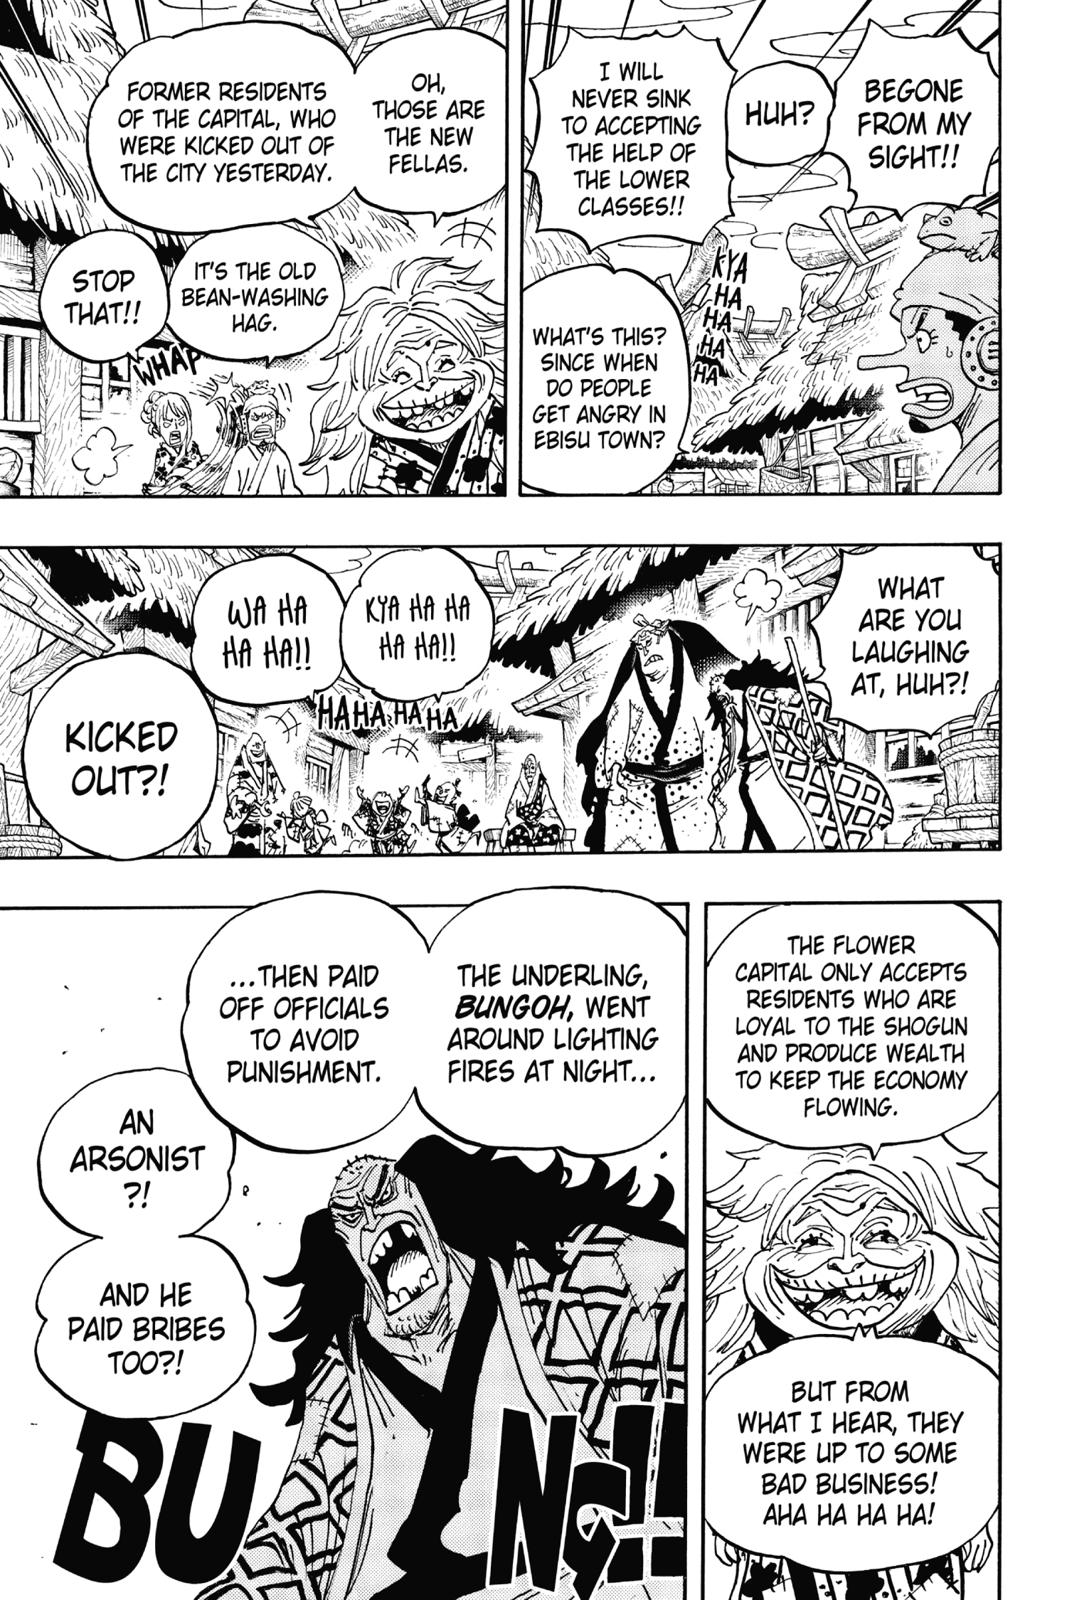 BEGONE
FROM MY
SIGHT!!
HUH?
I WILL
NEVER SINK
TO ACCEPTING
THE HELP OF
THE LOWER
CLASSES!!
KYA
HA
HA
HA
HA
WHAT'S THIS?
SINCE WHEN
DO PEOPLE
GET ANGRY IN
EBISU TOWN?
OH,
THOSE ARE
THE NEW
FELLAS.
FORMER RESIDENTS
OF THE CAPITAL, WHO
WERE KICKED OUT OF
THE CITY YESTERDAY.
IT'S THE OLD
BEAN-WASHING
HAG.
STOP
THAT!!
WHAP
WHAT
ARE YOU
LAUGHING
AT, HUH?!
KYA HA HA
HA HA!!
WA HA
HA HA!!
HA HA HA HA
KICKED
OUT?!
THE FLOWER
CAPITAL ONLY ACCEPTS
RESIDENTS WHO ARE
LOYAL TO THE SHOGUN
AND PRODUCE WEALTH
TO KEEP THE ECONOMY
FLOWING.
BUT FROM
WHAT I HEAR, THEY
WERE UP TO SOME
BAD BUSINESS!
AHA HA HA HA!
THE UNDERLING,
BUNGOH, WENT
AROUND LIGHTING
FIRES AT NIGHT...
...THEN PAID
OFF OFFICIALS
TO AVOID
PUNISHMENT.
AN
ARSONIST
?!
AND HE
PAID BRIBES
TOO?!
BUNG!!